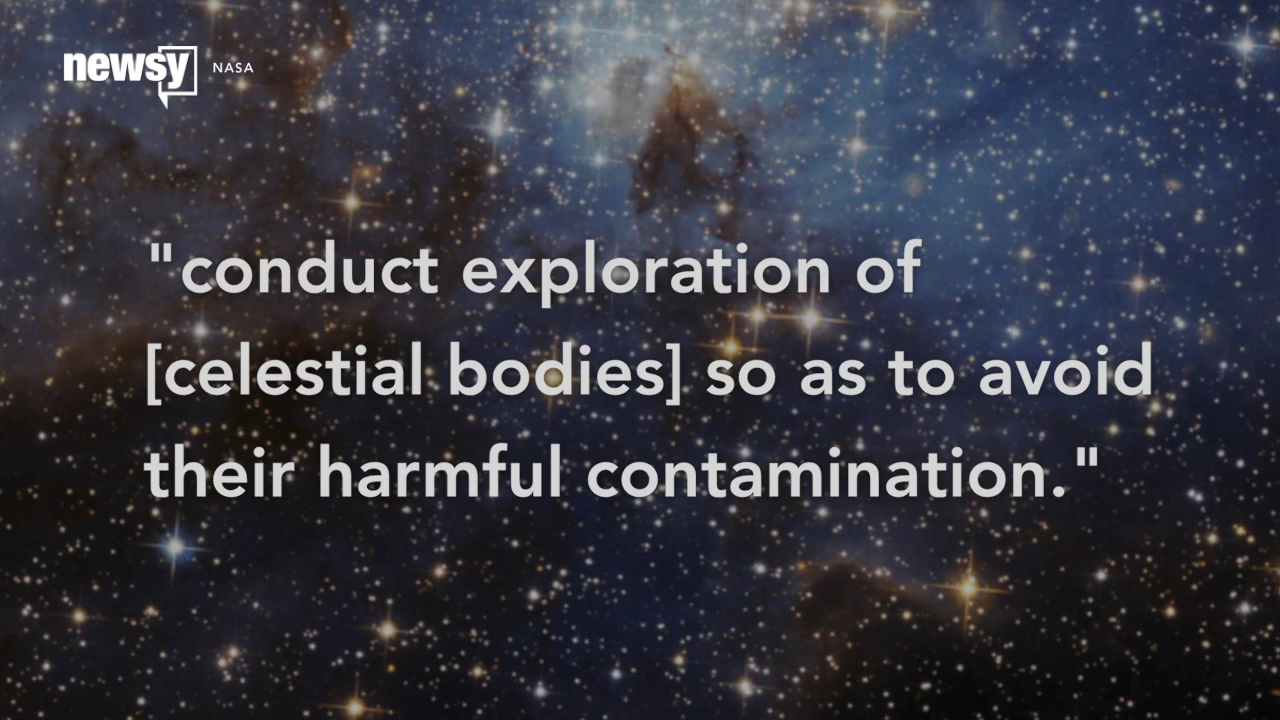 newsy NASA
"conduct exploration of
[celestial bodies] so as to avoid
their harmful contamination."